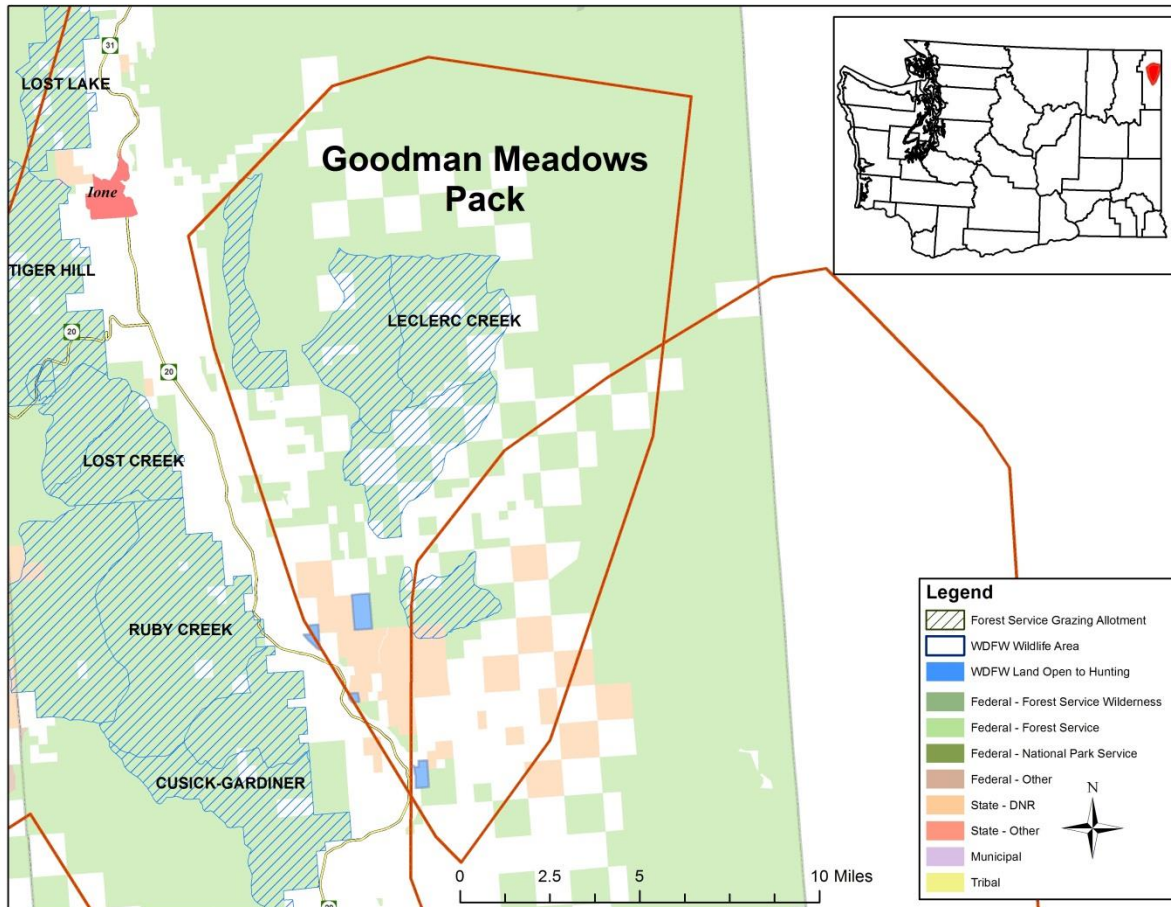 31
LOST LAKE
Ione
Goodman Meadows
Pack
TIGER HILL
20
20
LECLERC CREEK
LOST CREEK
RUBY CREEK
CUSICK-GARDINER
20
0 2.5 5 10 Miles
Legend
Forest Service Grazing Allotment
WDFW Wildlife Area
WDFW Land Open to Hunting
Federal - Forest Service Wilderness
Federal - Forest Service
Federal - National Park Service
Federal - Other
State - DNR
State - Other
Municipal
Tribal
N